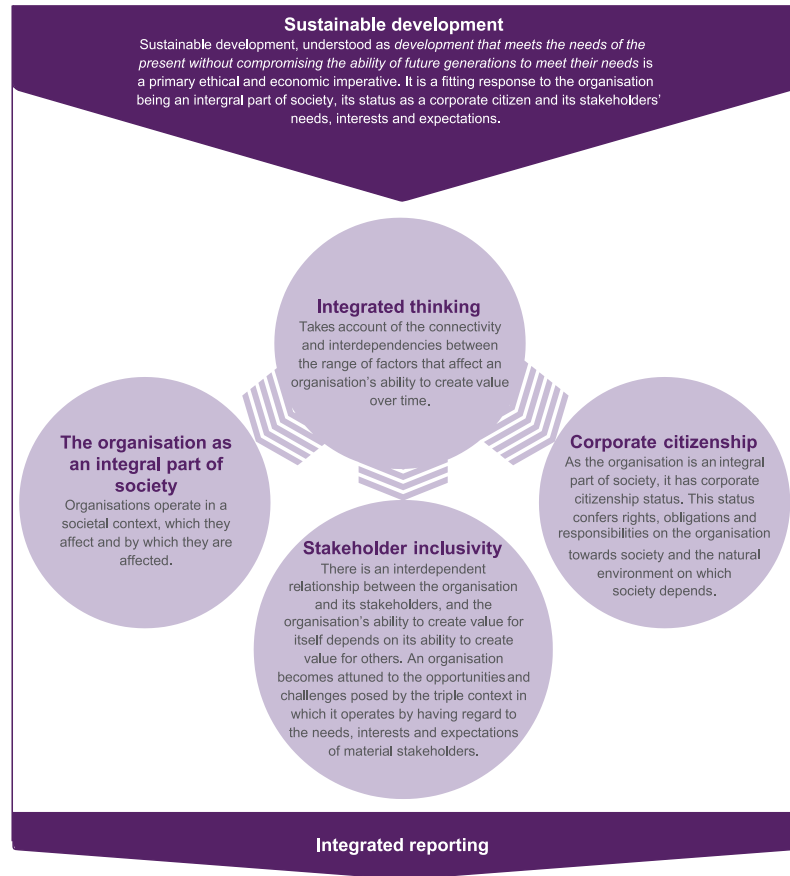 Sustainable development
Sustainable development, understood as development that meets the needs of the
present without compromising the ability of future generations to meet their needs is
a primary ethical and economic imperative. It is a fitting response to the organisation
being an intergral part of society, its status as a corporate citizen and its stakeholders’
needs, interests and expectations.
Integrated thinking
Takes account of the connectivity
and interdependencies between
the range of factors that affect an
organisation’s ability to create value
over time.
The organisation as
an integral part of
society
Organisations operate in a
societal context, which they
affect and by which they are
affected.
Corporate citizenship
As the organisation is an integral
part of society, it has corporate
citizenship status. This status
confers rights, obligations and
responsibilities on the organisation
towards society and the natural
environment on which
society depends.
Stakeholder inclusivity
There is an interdependent
relationship between the organisation
and its stakeholders, and the
organisation’s ability to create value for
itself depends on its ability to create
value for others. An organisation
becomes attuned to the opportunities and
challenges posed by the triple context in
which it operates by having regard to
the needs, interests and expectations
of material stakeholders.
Integrated reporting